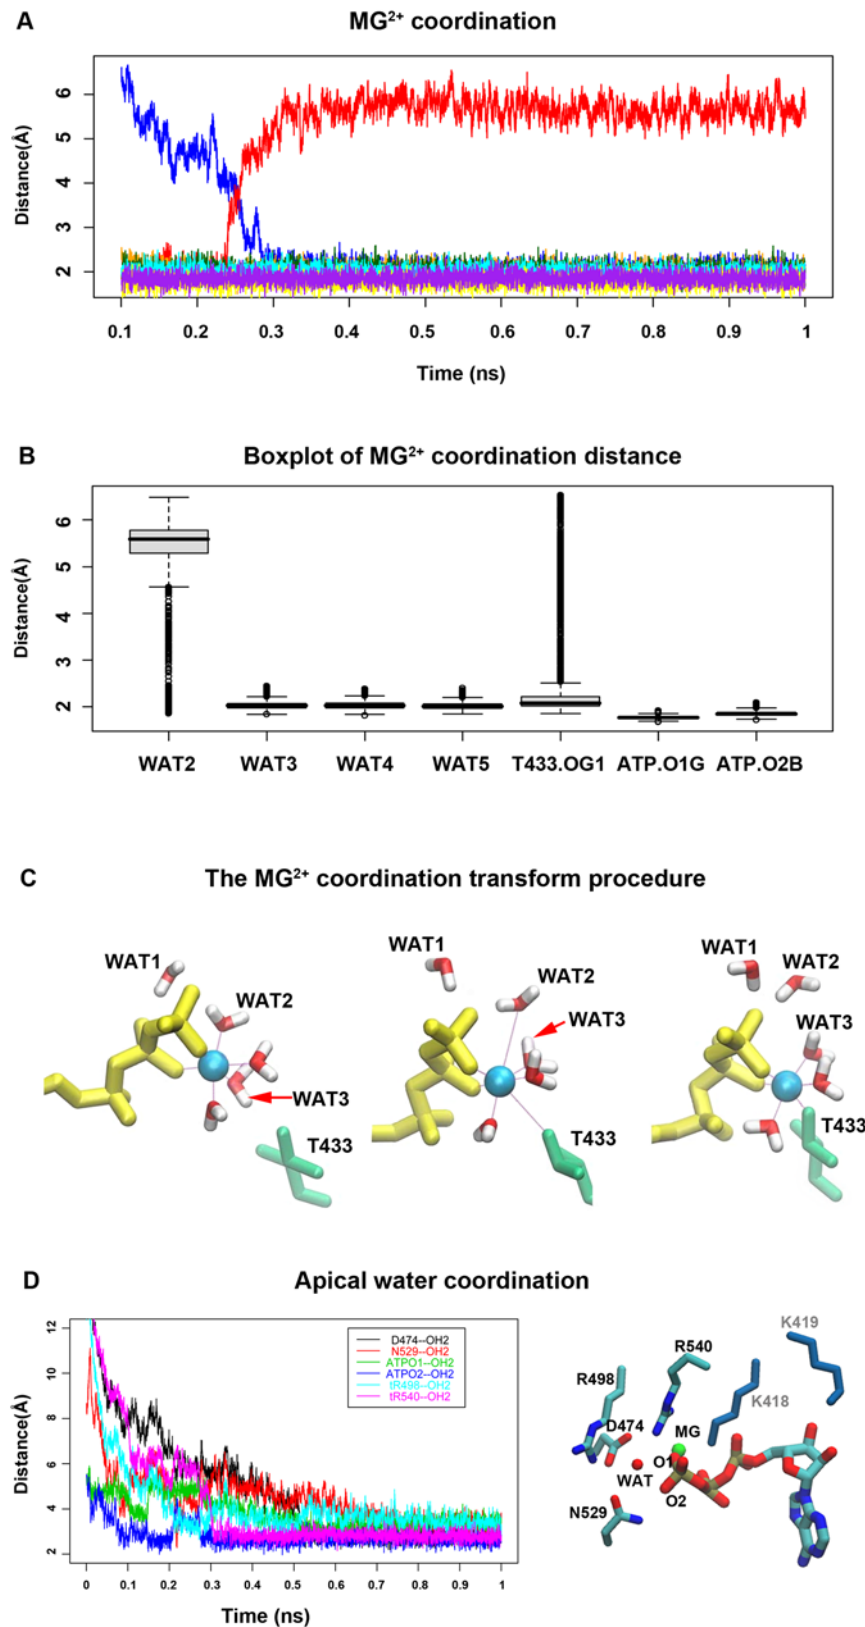 A
MG²⁺ coordination
Distance(Å)
6
5
4
3
2
0.1 0.2 0.3 0.4 0.5 0.6 0.7 0.8 0.9 1
Time (ns)
B
Boxplot of MG²⁺ coordination distance
Distance(Å)
6
5
4
3
2
WAT2 WAT3 WAT4 WAT5 T433.OG1 ATP.O1G ATP.O2B
C
The MG²⁺ coordination transform procedure
WAT1
WAT2
WAT3
T433
WAT1
WAT2
WAT3
T433
WAT1
WAT2
WAT3
T433
D
Apical water coordination
Distance(Å)
12
10
8
6
4
2
D474--OH2
N529--OH2
ATPO1--OH2
ATPO2--OH2
tR498--OH2
tR540--OH2
0 0.1 0.2 0.3 0.4 0.5 0.6 0.7 0.8 0.9 1
Time (ns)
K419
R540
R498
K418
D474
MG
O1
WAT
O2
N529